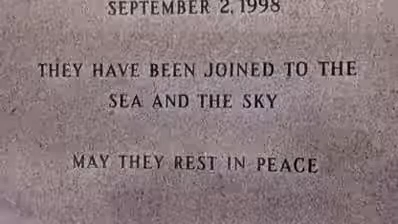 SEPTEMBER 2, 1998
THEY HAVE BEEN JOINED TO THE
SEA AND THE SKY
MAY THEY REST IN PEACE